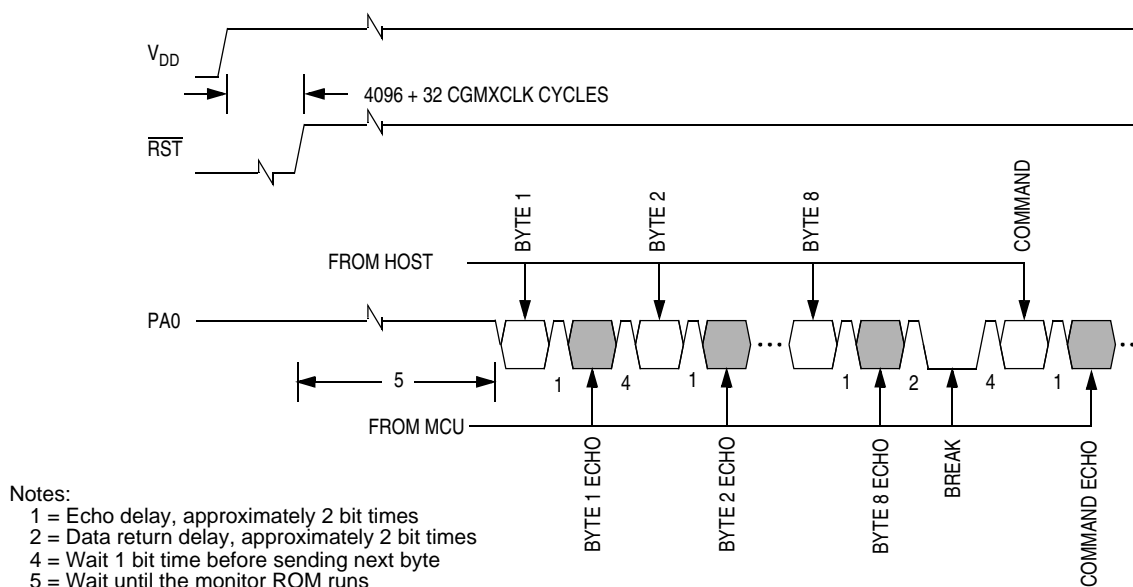 VDD
4096 + 32 CGMXCLK CYCLES
RST
BYTE 1
BYTE 2
BYTE 8
COMMAND
FROM HOST
PA0
5
1
4
1
1
2
4
1
FROM MCU
BYTE 1 ECHO
BYTE 2 ECHO
BYTE 8 ECHO
BREAK
COMMAND ECHO
Notes:
1 = Echo delay, approximately 2 bit times
2 = Data return delay, approximately 2 bit times
4 = Wait 1 bit time before sending next byte
5 = Wait until the monitor ROM runs